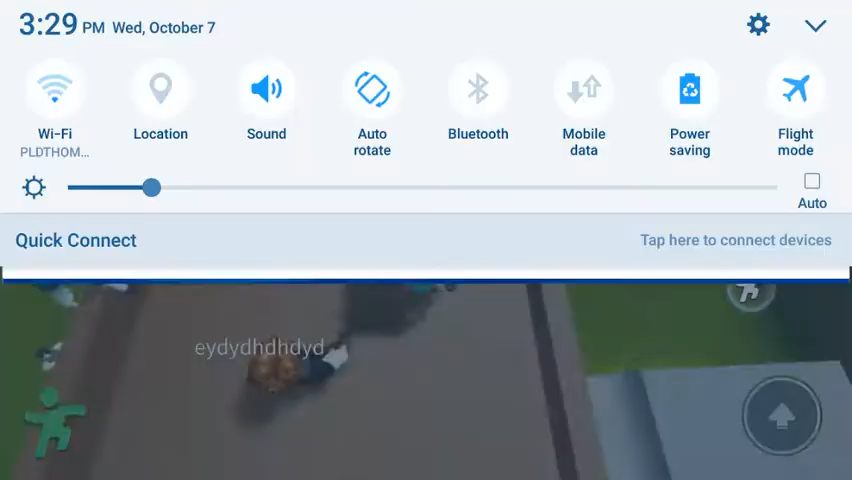 3:29 PM Wed, October 7
Wi-Fi
PLDTHOM...
Location
Sound
Auto
rotate
Bluetooth
Mobile
data
Power
saving
Flight
mode
Auto
Quick Connect
Tap here to connect devices
eydydhdhdyd